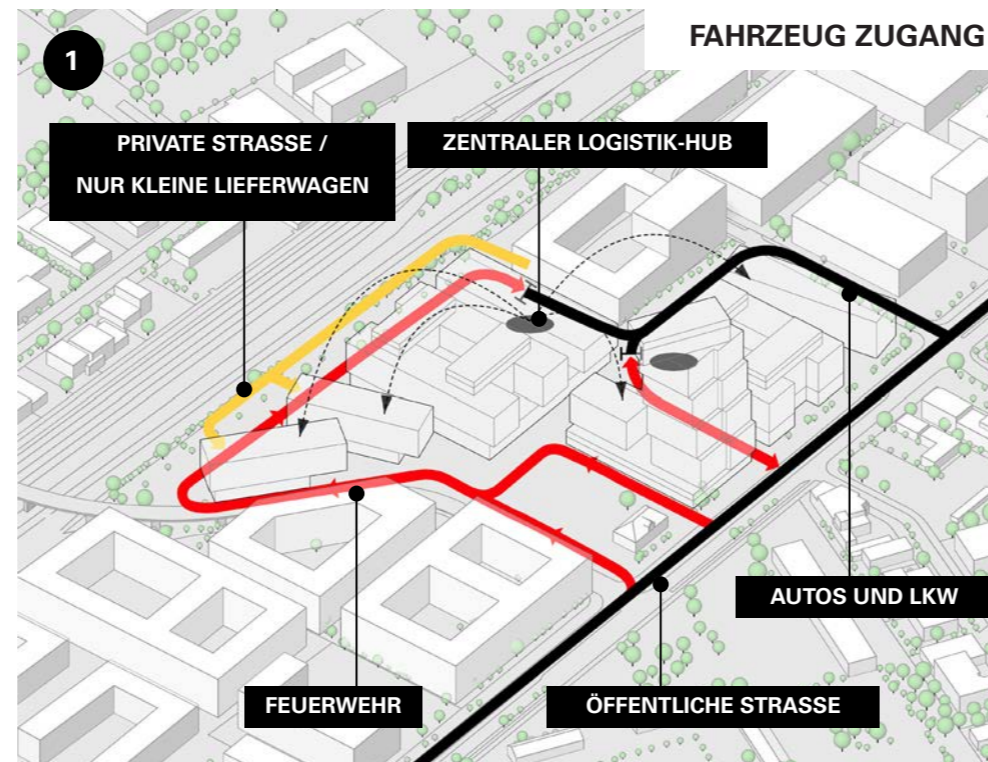 1
FAHRZEUG ZUGANG
PRIVATE STRASSE /
NUR KLEINE LIEFERWAGEN
ZENTRALER LOGISTIK-HUB
AUTOS UND LKW
FEUERWEHR
ÖFFENTLICHE STRASSE